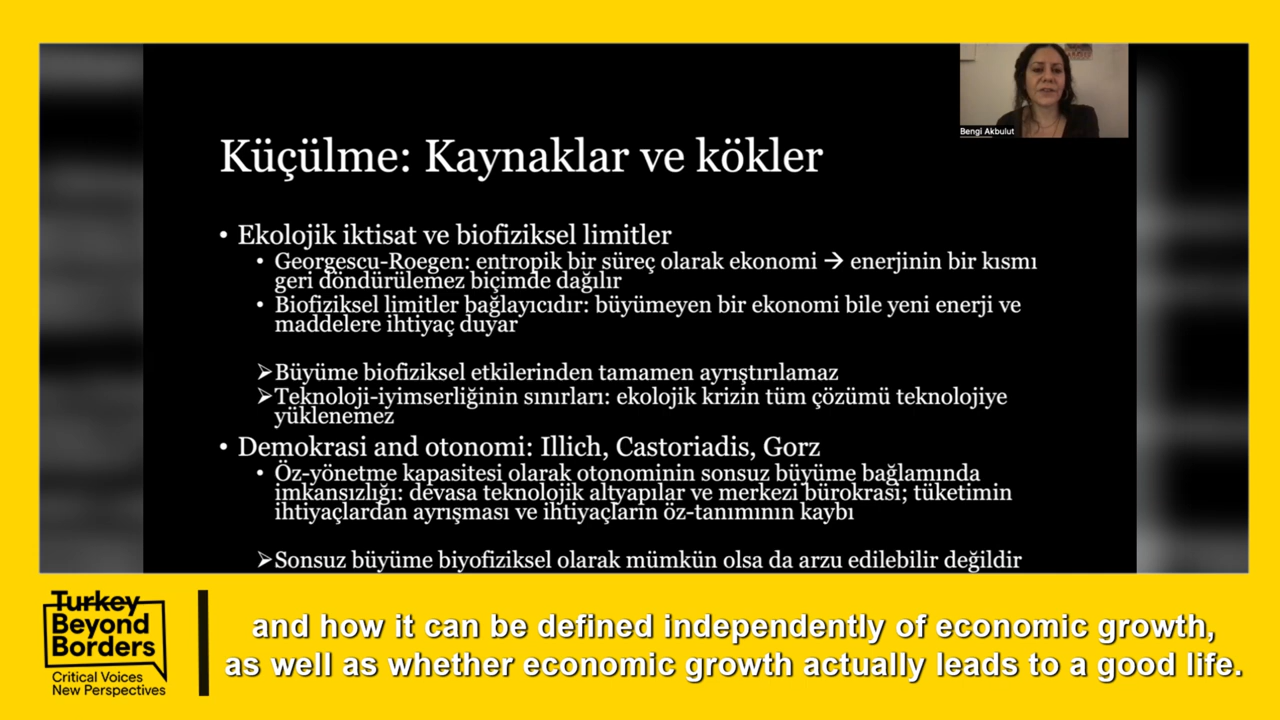 Bengi Akbulut
Küçülme: Kaynaklar ve kökler
• Ekolojik iktisat ve biofiziksel limitler
• Georgescu-Roegen: entropik bir süreç olarak ekonomi → enerjinin bir kısmı
geri döndürülemez biçimde dağılır
• Biofiziksel limitler bağlayıcıdır: büyümeyen bir ekonomi bile yeni enerji ve
maddelere ihtiyaç duyar
➢Büyüme biofiziksel etkilerinden tamamen ayrıştırılamaz
➢Teknoloji-iyimserliğinin sınırları: ekolojik krizin tüm çözümü teknolojiye
yüklenemez
• Demokrasi and otonomi: Illich, Castoriadis, Gorz
• Öz-yönetme kapasitesi olarak otonominin sonsuz büyüme bağlamında
imkansızlığı: devasa teknolojik altyapılar ve merkezi bürokrasi; tüketimin
ihtiyaçlardan ayrışması ve ihtiyaçların öz-tanımının kaybı
➢Sonsuz büyüme biyofiziksel olarak mümkün olsa da arzu edilebilir değildir
Turkey
Beyond
Borders
Critical Voices
New Perspectives
and how it can be defined independently of economic growth,
as well as whether economic growth actually leads to a good life.